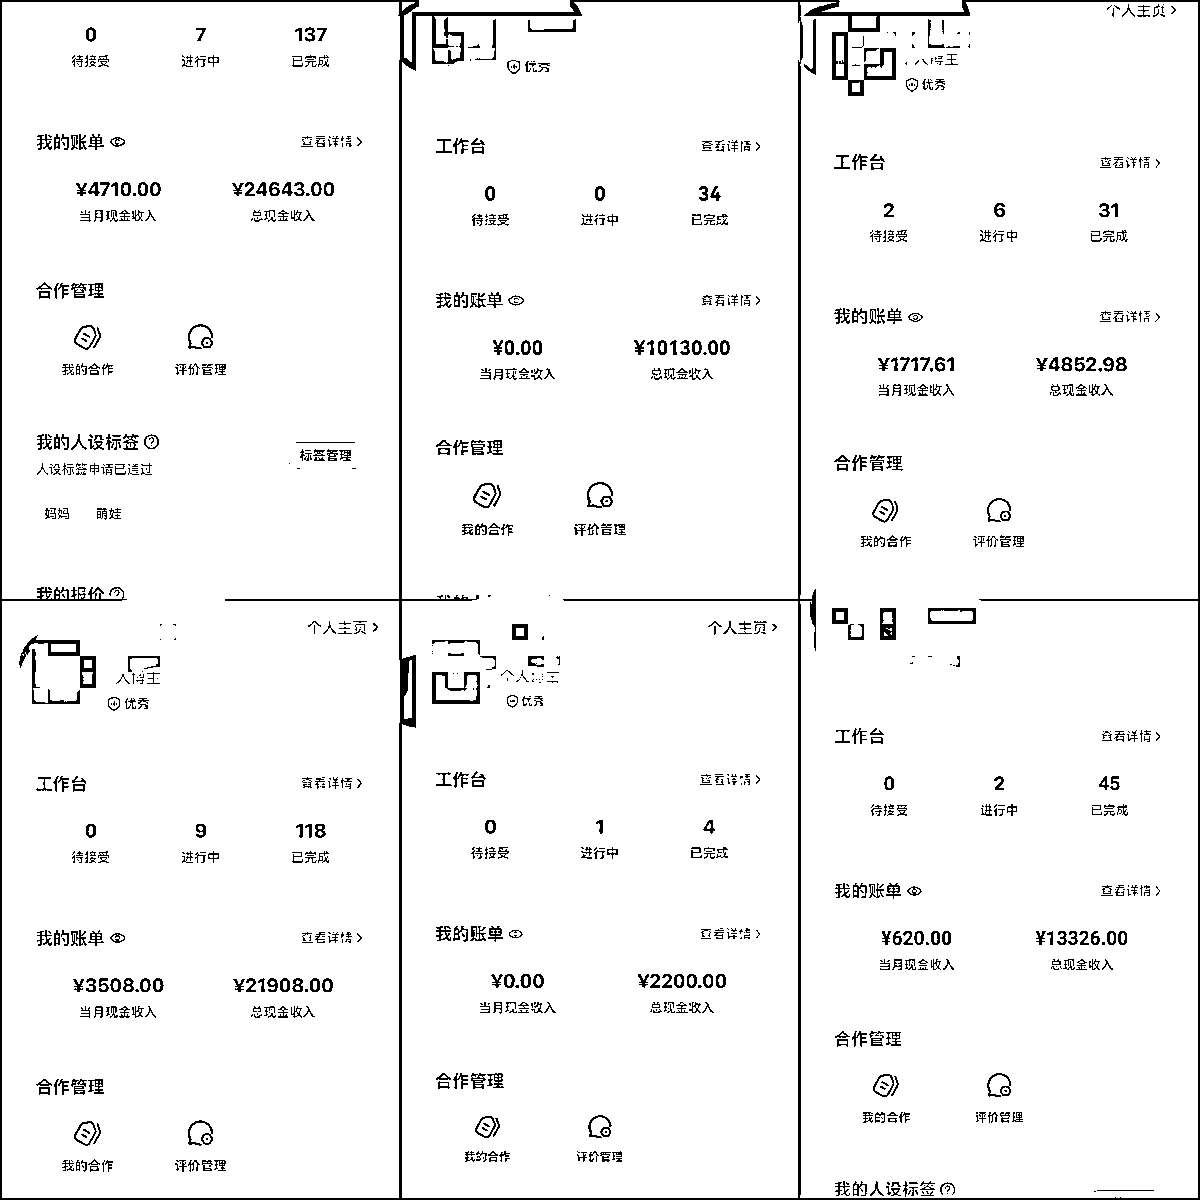 0 7 137
待接受 进行中 已完成
我的账单 查看详情 >
¥4710.00 ¥24643.00
当月现金收入 总现金收入
合作管理
我的合作 评价管理
我的人设标签 ?
人设标签申请已通过 标签管理
妈妈 萌娃
我的报价 ?
优秀
工作台 查看详情 >
0 0 34
待接受 进行中 已完成
我的账单 查看详情 >
¥0.00 ¥10130.00
当月现金收入 总现金收入
合作管理
我的合作 评价管理
个人主页 >
人博主
优秀
工作台 查看详情 >
2 6 31
待接受 进行中 已完成
我的账单 查看详情 >
¥1717.61 ¥4852.98
当月现金收入 总现金收入
合作管理
我的合作 评价管理
个人主页 >
人博主
优秀
工作台 查看详情 >
0 9 118
待接受 进行中 已完成
我的账单 查看详情 >
¥3508.00 ¥21908.00
当月现金收入 总现金收入
合作管理
我的合作 评价管理
个人主页 >
个人博主
优秀
工作台 查看详情 >
0 1 4
待接受 进行中 已完成
我的账单 查看详情 >
¥0.00 ¥2200.00
当月现金收入 总现金收入
合作管理
我的合作 评价管理
工作台 查看详情 >
0 2 45
待接受 进行中 已完成
我的账单 查看详情 >
¥620.00 ¥13326.00
当月现金收入 总现金收入
合作管理
我的合作 评价管理
我的人设标签 ?